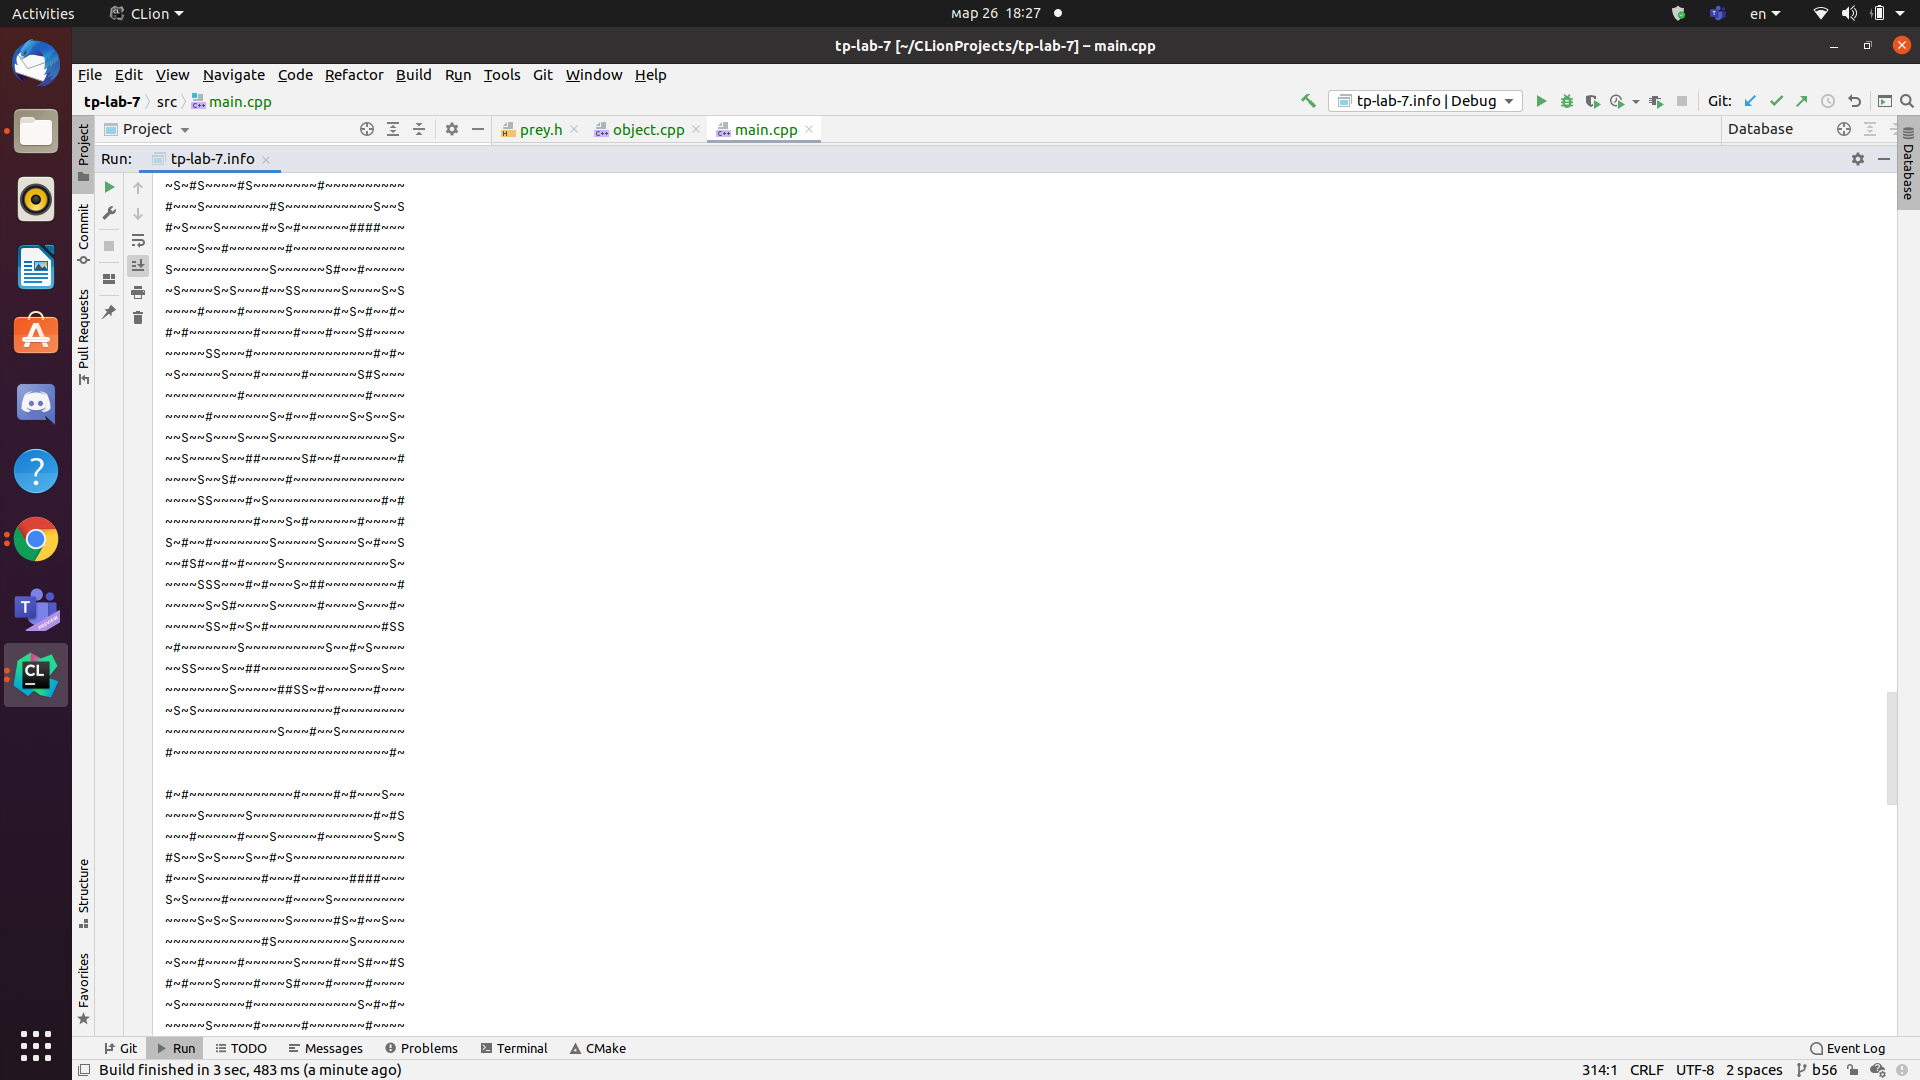 Activities CLion мар 26 18:27 en
tp-lab-7 [~/CLionProjects/tp-lab-7] – main.cpp
File Edit View Navigate Code Refactor Build Run Tools Git Window Help
tp-lab-7 src main.cpp tp-lab-7.info | Debug Git:
Project prey.h object.cpp main.cpp Database
Run: tp-lab-7.info
Project
Commit
Pull Requests
Structure
Favorites
Database
~S~#S~~~~#S~~~~~~~~#~~~~~~~~~~
#~~~S~~~~~~~~#S~~~~~~~~~~~S~~S
#~S~~~S~~~~~#~S~#~~~~~~####~~~
~~~~S~~#~~~~~~~#~~~~~~~~~~~~~~
S~~~~~~~~~~~~S~~~~~~S#~~#~~~~~
~S~~~~S~S~~~#~~SS~~~~~S~~~~S~S
~~~~#~~~~#~~~~~S~~~~~#~S~#~~#~
#~#~~~~~~~~#~~~~#~~~#~~~S#~~~~
~~~~~SS~~~#~~~~~~~~~~~~~~~#~#~
~S~~~~~S~~~#~~~~~#~~~~~~S#S~~~
~~~~~~~~~#~~~~~~~~~~~~~~~#~~~~
~~~~~#~~~~~~~S~#~~#~~~~S~S~~S~
~~S~~S~~~S~~~S~~~~~~~~~~~~~~S~
~~S~~~~S~~##~~~~~S#~~#~~~~~~~#
~~~~S~~S#~~~~~~#~~~~~~~~~~~~~~
~~~~SS~~~~#~S~~~~~~~~~~~~~~#~#
~~~~~~~~~~~#~~~S~#~~~~~~#~~~~#
S~#~~#~~~~~~~S~~~~~S~~~~S~#~~S
~~#S#~~#~#~~~~S~~~~~~~~~~~~~S~
~~~~SSS~~~#~#~~~S~##~~~~~~~~~#
~~~~~S~S#~~~~S~~~~~#~~~~S~~~#~
~~~~~SS~#~S~#~~~~~~~~~~~~~~#SS
~#~~~~~~~S~~~~~~~~~~S~~#~S~~~~
~~SS~~~S~~##~~~~~~~~~~~S~~~S~~
~~~~~~~~S~~~~~##SS~#~~~~~~#~~~
~S~S~~~~~~~~~~~~~~~~~#~~~~~~~~
~~~~~~~~~~~~~~S~~~#~~S~~~~~~~~
#~~~~~~~~~~~~~~~~~~~~~~~~~~~#~
#~#~~~~~~~~~~~~~#~~~~#~#~~~S~~
~~~~S~~~~~S~~~~~~~~~~~~~~~#~#S
~~~#~~~~~#~~~S~~~~~#~~~~~~S~~S
#S~~S~S~~~S~~#~S~~~~~~~~~~~~~~
#~~~S~~~~~~~#~~~#~~~~~~####~~~
S~S~~~~#~~~~~~~#~~~~S~~~~~~~~~
~~~~S~S~S~~~~~~S~~~~~#S~#~~S~~
~~~~~~~~~~~~#S~~~~~~~~~S~~~~~~
~S~~#~~~~#~~~~~~S~~~~#~~S#~~#S
#~#~~~S~~~~#~~~S#~~~#~~~~#~~~~
~S~~~~~~~~#~~~~~~~~~~~~~S~#~#~
~~~~~S~~~~~#~~~~~#~~~~~~~#~~~~
Git Run TODO Messages Problems Terminal CMake Event Log
Build finished in 3 sec, 483 ms (a minute ago) 314:1 CRLF UTF-8 2 spaces b56